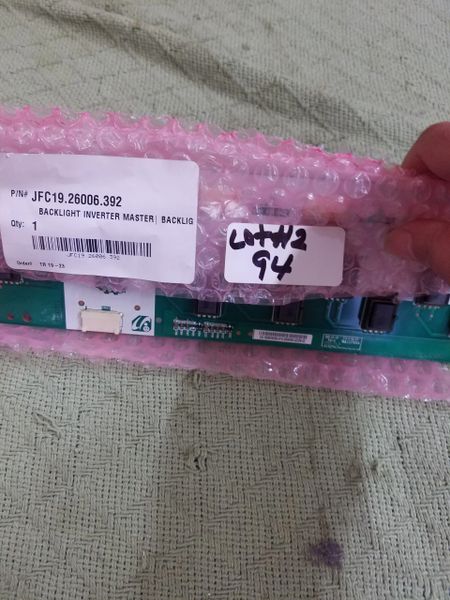 P/N# JFC19.26006.392
BACKLIGHT INVERTER MASTER| BACKLIG
Qty: 1
JFC19.26006.392
Lot#2
94